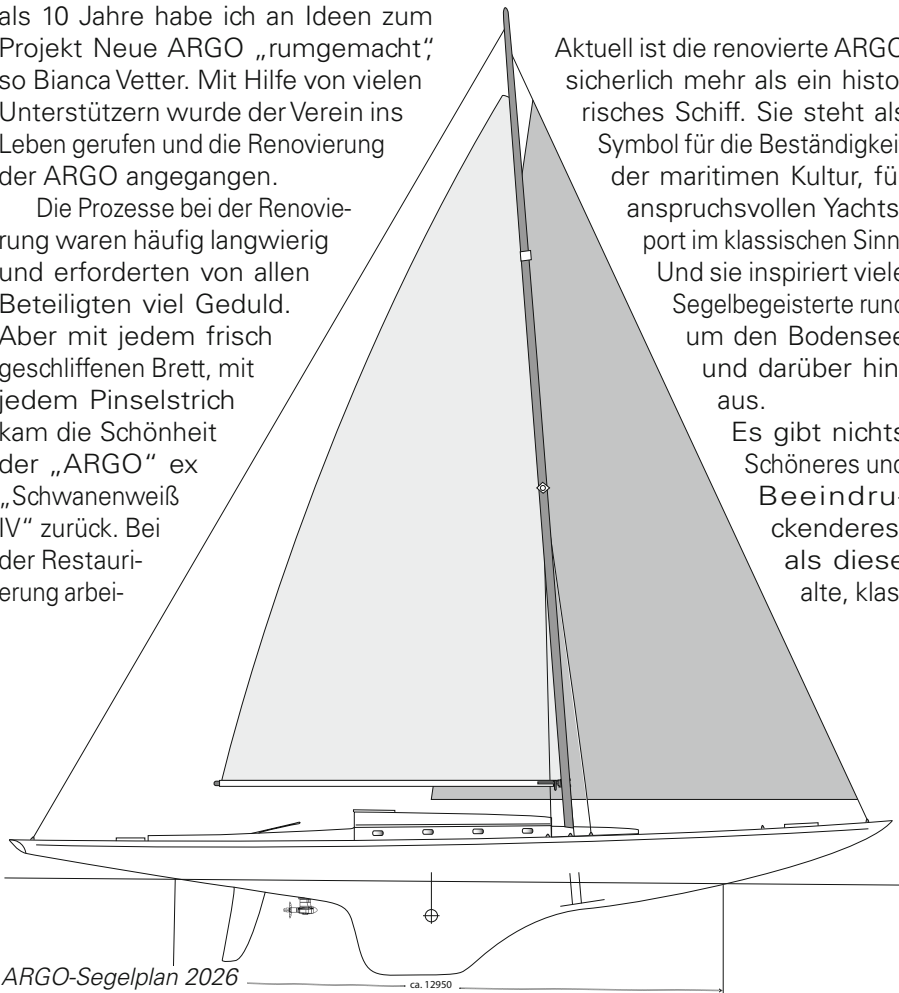 als 10 Jahre habe ich an Ideen zum
Projekt Neue ARGO „rumgemacht“,
so Bianca Vetter. Mit Hilfe von vielen
Unterstützern wurde der Verein ins
Leben gerufen und die Renovierung
der ARGO angegangen.
Die Prozesse bei der Renovie-
rung waren häufig langwierig
und erforderten von allen
Beteiligten viel Geduld.
Aber mit jedem frisch
geschliffenen Brett, mit
jedem Pinselstrich
kam die Schönheit
der „ARGO“ ex
„Schwanenweiß
IV“ zurück. Bei
der Restauri-
erung arbei-
Aktuell ist die renovierte ARGO
sicherlich mehr als ein histo-
risches Schiff. Sie steht als
Symbol für die Beständigkeit
der maritimen Kultur, für
anspruchsvollen Yachts-
port im klassischen Sinn.
Und sie inspiriert viele
Segelbegeisterte rund
um den Bodensee
und darüber hin-
aus.
Es gibt nichts
Schöneres und
Beeindru-
ckenderes,
als diese
alte, klas-
ARGO-Segelplan 2026
ca. 12950